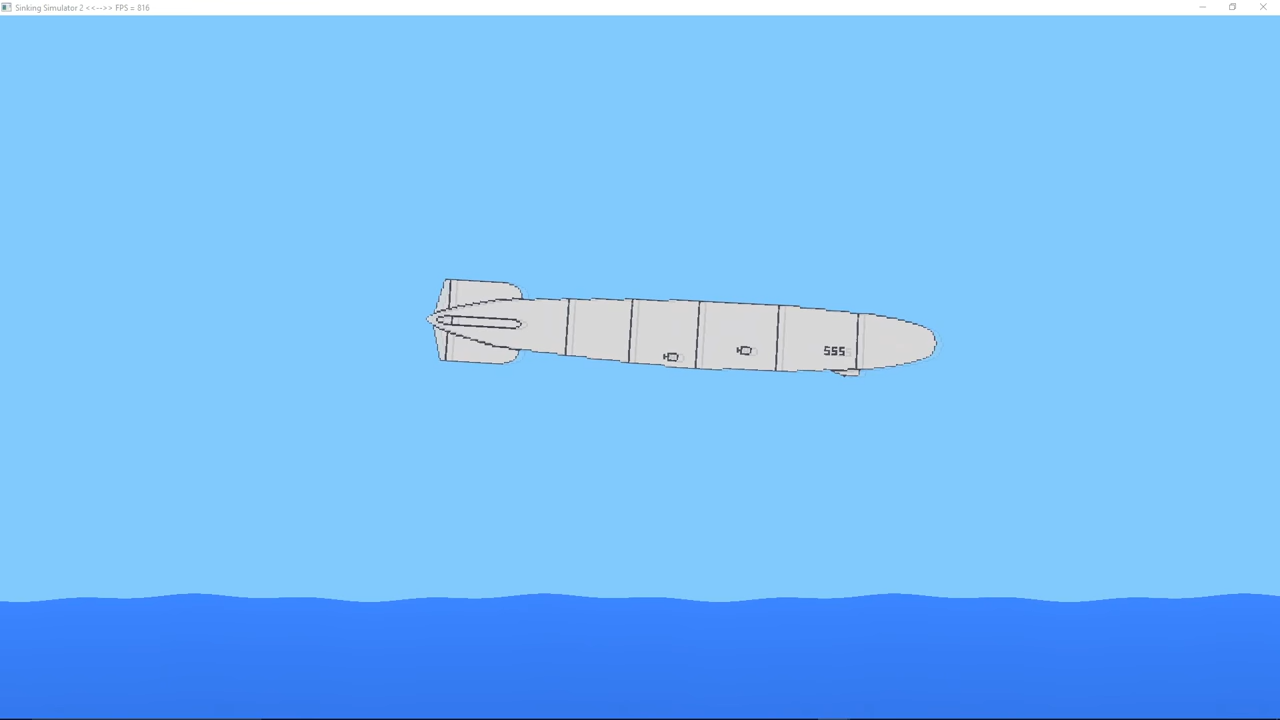 Sinking Simulator 2 <<-->> FPS = 816
555